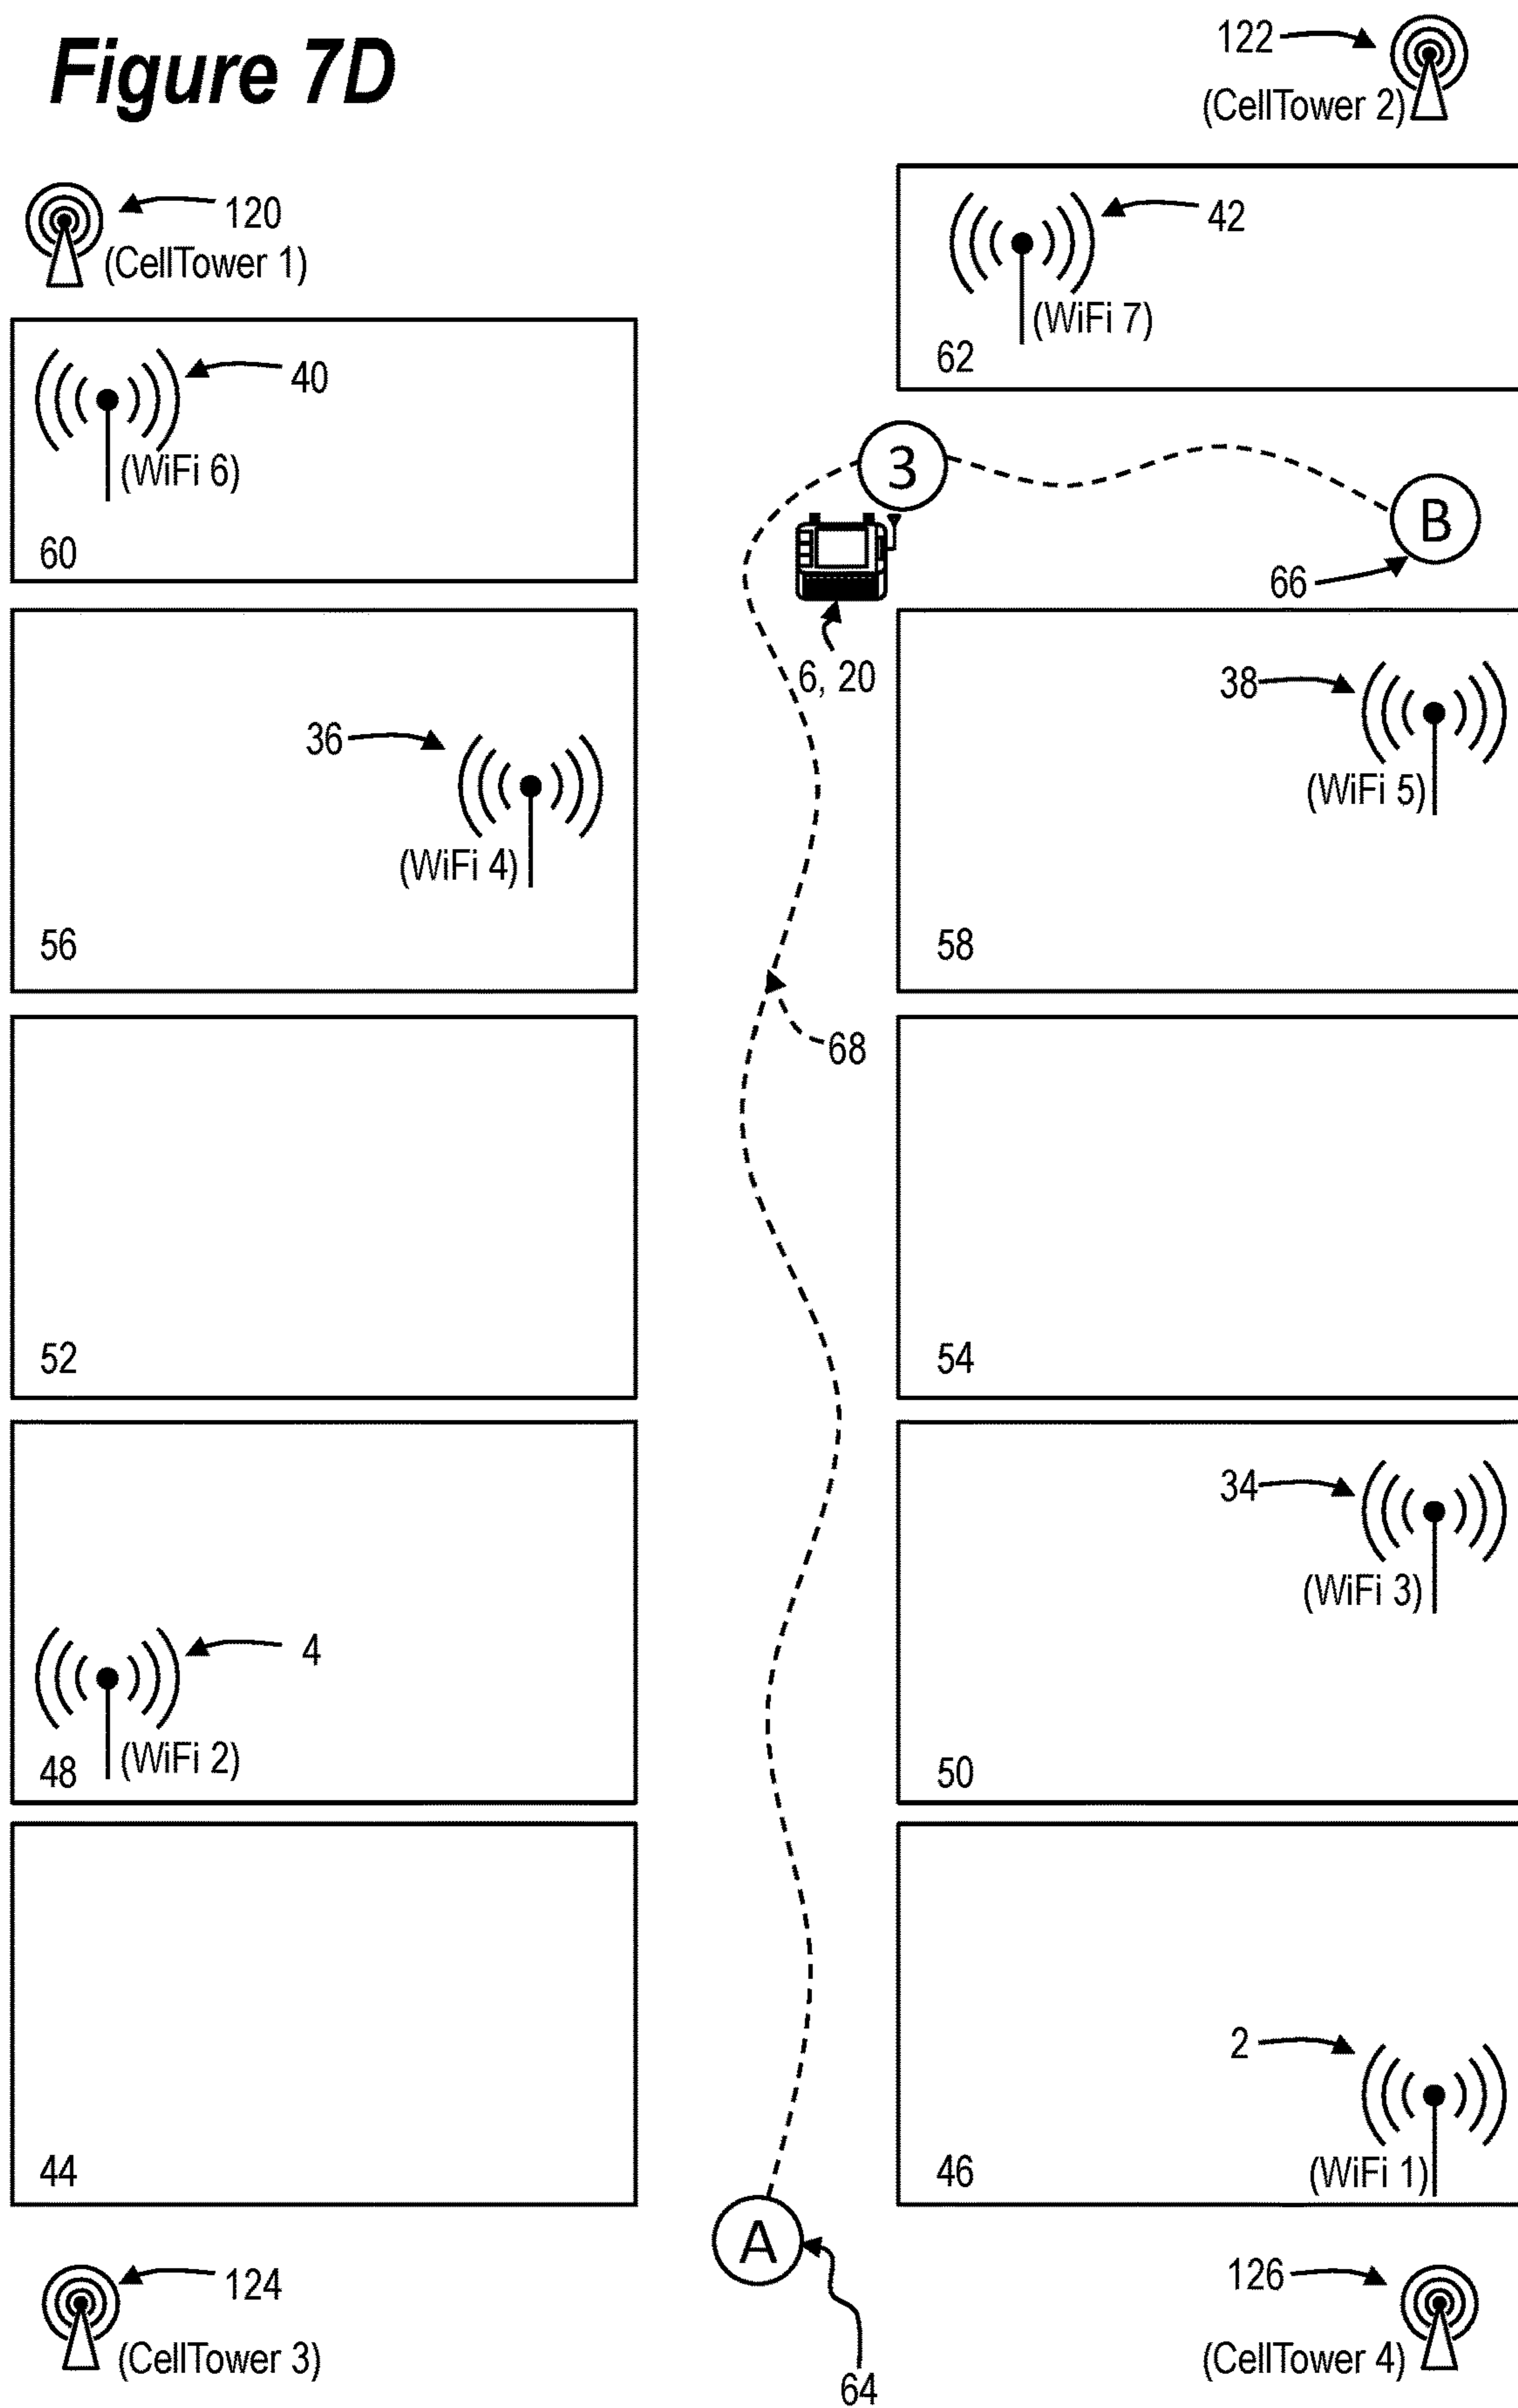 Figure 7D
122
(CellTower 2)
120
(CellTower 1)
42
(WiFi 7)
62
40
(WiFi 6)
60
3
B
66
6, 20
38
(WiFi 5)
36
(WiFi 4)
56
58
68
52
54
34
(WiFi 3)
4
(WiFi 2)
48
50
2
(WiFi 1)
44
46
A
124
(CellTower 3)
126
(CellTower 4)
64